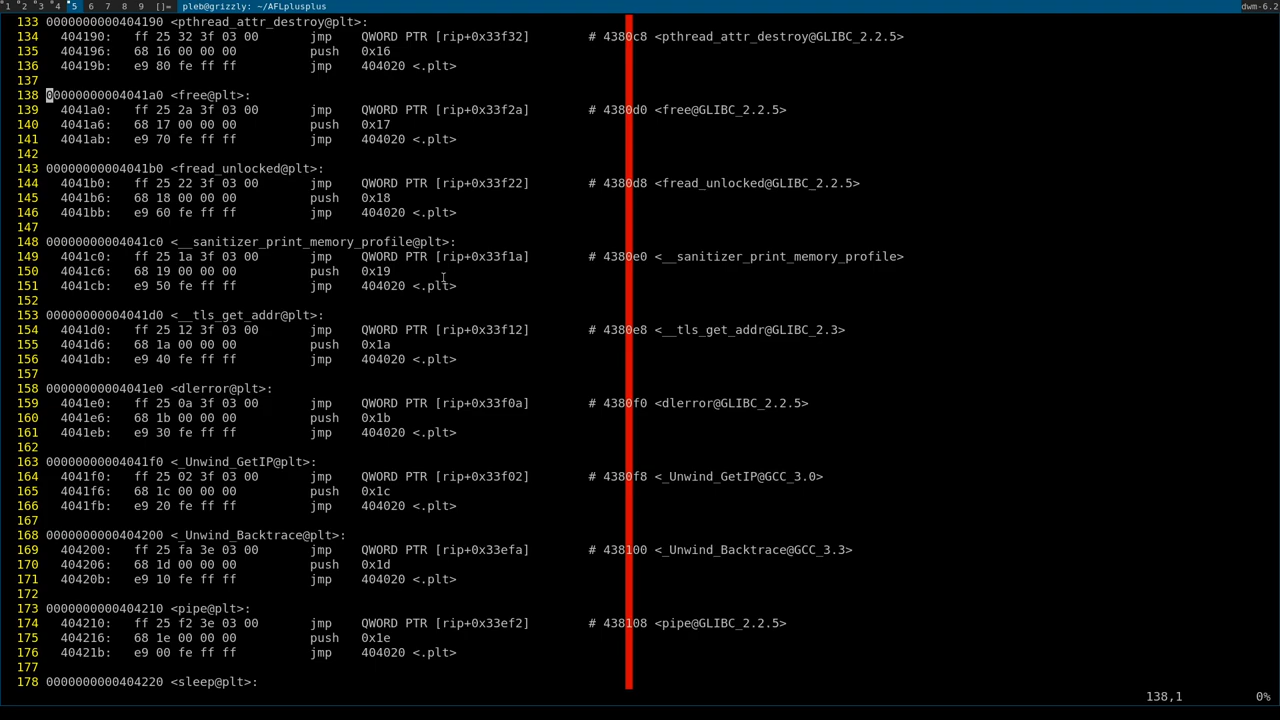 1 2 3 4 5 6 7 8 9 []= pleb@grizzly: ~/AFLplusplus dwm-6.2
133 0000000000404190 <pthread_attr_destroy@plt>:
134 404190: ff 25 32 3f 03 00 jmp QWORD PTR [rip+0x33f32] # 4380c8 <pthread_attr_destroy@GLIBC_2.2.5>
135 404196: 68 16 00 00 00 push 0x16
136 40419b: e9 80 fe ff ff jmp 404020 <.plt>
137
138 00000000004041a0 <free@plt>:
139 4041a0: ff 25 2a 3f 03 00 jmp QWORD PTR [rip+0x33f2a] # 4380d0 <free@GLIBC_2.2.5>
140 4041a6: 68 17 00 00 00 push 0x17
141 4041ab: e9 70 fe ff ff jmp 404020 <.plt>
142
143 00000000004041b0 <fread_unlocked@plt>:
144 4041b0: ff 25 22 3f 03 00 jmp QWORD PTR [rip+0x33f22] # 4380d8 <fread_unlocked@GLIBC_2.2.5>
145 4041b6: 68 18 00 00 00 push 0x18
146 4041bb: e9 60 fe ff ff jmp 404020 <.plt>
147
148 00000000004041c0 <__sanitizer_print_memory_profile@plt>:
149 4041c0: ff 25 1a 3f 03 00 jmp QWORD PTR [rip+0x33f1a] # 4380e0 <__sanitizer_print_memory_profile>
150 4041c6: 68 19 00 00 00 push 0x19
151 4041cb: e9 50 fe ff ff jmp 404020 <.plt>
152
153 00000000004041d0 <__tls_get_addr@plt>:
154 4041d0: ff 25 12 3f 03 00 jmp QWORD PTR [rip+0x33f12] # 4380e8 <__tls_get_addr@GLIBC_2.3>
155 4041d6: 68 1a 00 00 00 push 0x1a
156 4041db: e9 40 fe ff ff jmp 404020 <.plt>
157
158 00000000004041e0 <dlerror@plt>:
159 4041e0: ff 25 0a 3f 03 00 jmp QWORD PTR [rip+0x33f0a] # 4380f0 <dlerror@GLIBC_2.2.5>
160 4041e6: 68 1b 00 00 00 push 0x1b
161 4041eb: e9 30 fe ff ff jmp 404020 <.plt>
162
163 00000000004041f0 <_Unwind_GetIP@plt>:
164 4041f0: ff 25 02 3f 03 00 jmp QWORD PTR [rip+0x33f02] # 4380f8 <_Unwind_GetIP@GCC_3.0>
165 4041f6: 68 1c 00 00 00 push 0x1c
166 4041fb: e9 20 fe ff ff jmp 404020 <.plt>
167
168 0000000000404200 <_Unwind_Backtrace@plt>:
169 404200: ff 25 fa 3e 03 00 jmp QWORD PTR [rip+0x33efa] # 438100 <_Unwind_Backtrace@GCC_3.3>
170 404206: 68 1d 00 00 00 push 0x1d
171 40420b: e9 10 fe ff ff jmp 404020 <.plt>
172
173 0000000000404210 <pipe@plt>:
174 404210: ff 25 f2 3e 03 00 jmp QWORD PTR [rip+0x33ef2] # 438108 <pipe@GLIBC_2.2.5>
175 404216: 68 1e 00 00 00 push 0x1e
176 40421b: e9 00 fe ff ff jmp 404020 <.plt>
177
178 0000000000404220 <sleep@plt>:
138,1 0%